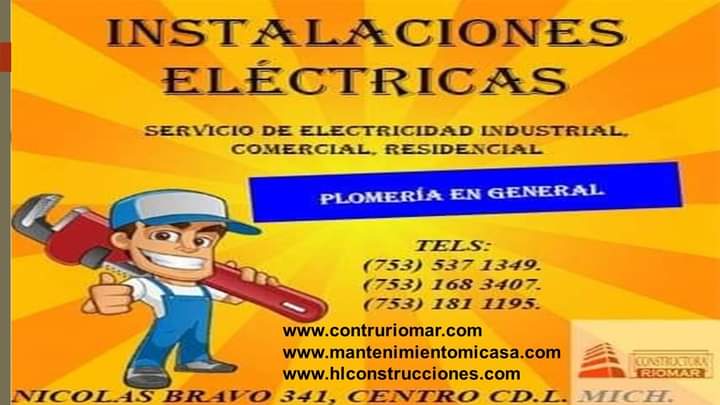 INSTALACIONES
ELÉCTRICAS
SERVICIO DE ELECTRICIDAD INDUSTRIAL,
COMERCIAL, RESIDENCIAL
PLOMERÍA EN GENERAL
TELS:
(753) 537 1349.
(753) 168 3407.
(753) 181 1195.
www.contruriomar.com
www.mantenimientomicasa.com
www.hlconstrucciones.com
CONSTRUCTORA
RIOMAR
NICOLAS BRAVO 341, CENTRO CD.L. MICH.